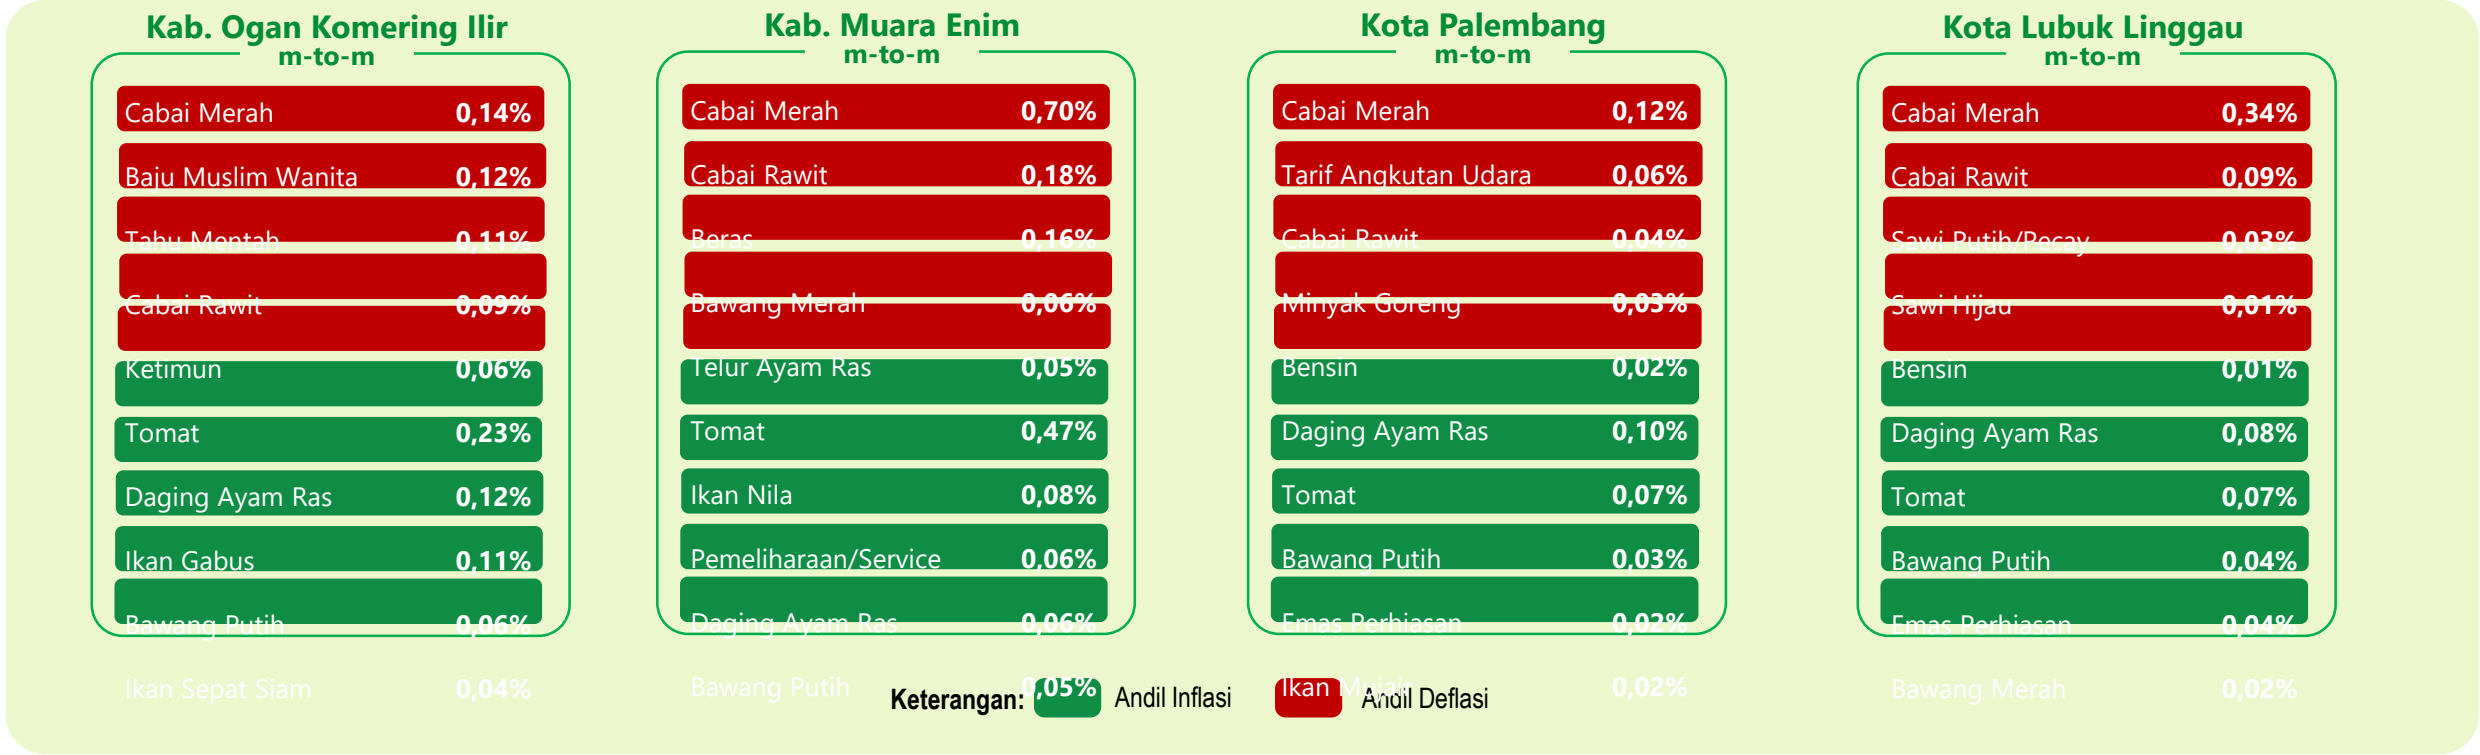 Kab. Ogan Komering Ilir
m-to-m
Cabai Merah 0,14%
Baju Muslim Wanita 0,12%
Tahu Mentah 0,11%
Cabai Rawit 0,09%
Ketimun 0,06%
Tomat 0,23%
Daging Ayam Ras 0,12%
Ikan Gabus 0,11%
Bawang Putih 0,06%
Ikan Sepat Siam 0,04%
Kab. Muara Enim
m-to-m
Cabai Merah 0,70%
Cabai Rawit 0,18%
Beras 0,16%
Bawang Merah 0,06%
Telur Ayam Ras 0,05%
Tomat 0,47%
Ikan Nila 0,08%
Pemeliharaan/Service 0,06%
Daging Ayam Ras 0,06%
Bawang Putih 0,05%
Kota Palembang
m-to-m
Cabai Merah 0,12%
Tarif Angkutan Udara 0,06%
Cabai Rawit 0,04%
Minyak Goreng 0,03%
Bensin 0,02%
Daging Ayam Ras 0,10%
Tomat 0,07%
Bawang Putih 0,03%
Emas Perhiasan 0,02%
Ikan Mujair 0,02%
Kota Lubuk Linggau
m-to-m
Cabai Merah 0,34%
Cabai Rawit 0,09%
Sawi Putih/Pecay 0,03%
Sawi Hijau 0,01%
Bensin 0,01%
Daging Ayam Ras 0,08%
Tomat 0,07%
Bawang Putih 0,04%
Emas Perhiasan 0,04%
Bawang Merah 0,02%
Keterangan: Andil Inflasi Andil Deflasi